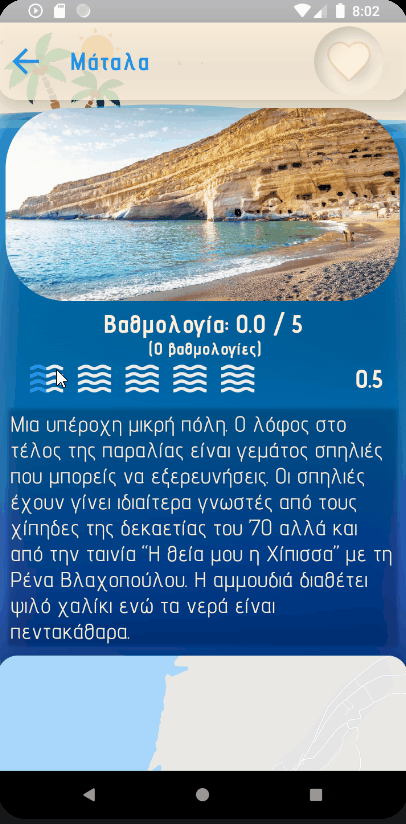 8:02
Μάταλα
Βαθμολογία: 0.0 / 5
(0 βαθμολογίες)
0.5
Μια υπέροχη μικρή πόλη. Ο λόφος στο
τέλος της παραλίας είναι γεμάτος σπηλιές
που μπορείς να εξερευνήσεις. Οι σπηλιές
έχουν γίνει ιδιαίτερα γνωστές από τους
χίπηδες της δεκαετίας του 70 αλλά και
από την ταινία “Η θεία μου η Χίπισσα” με τη
Ρένα Βλαχοπούλου. Η αμμουδιά διαθέτει
ψιλό χαλίκι ενώ τα νερά είναι
πεντακάθαρα.